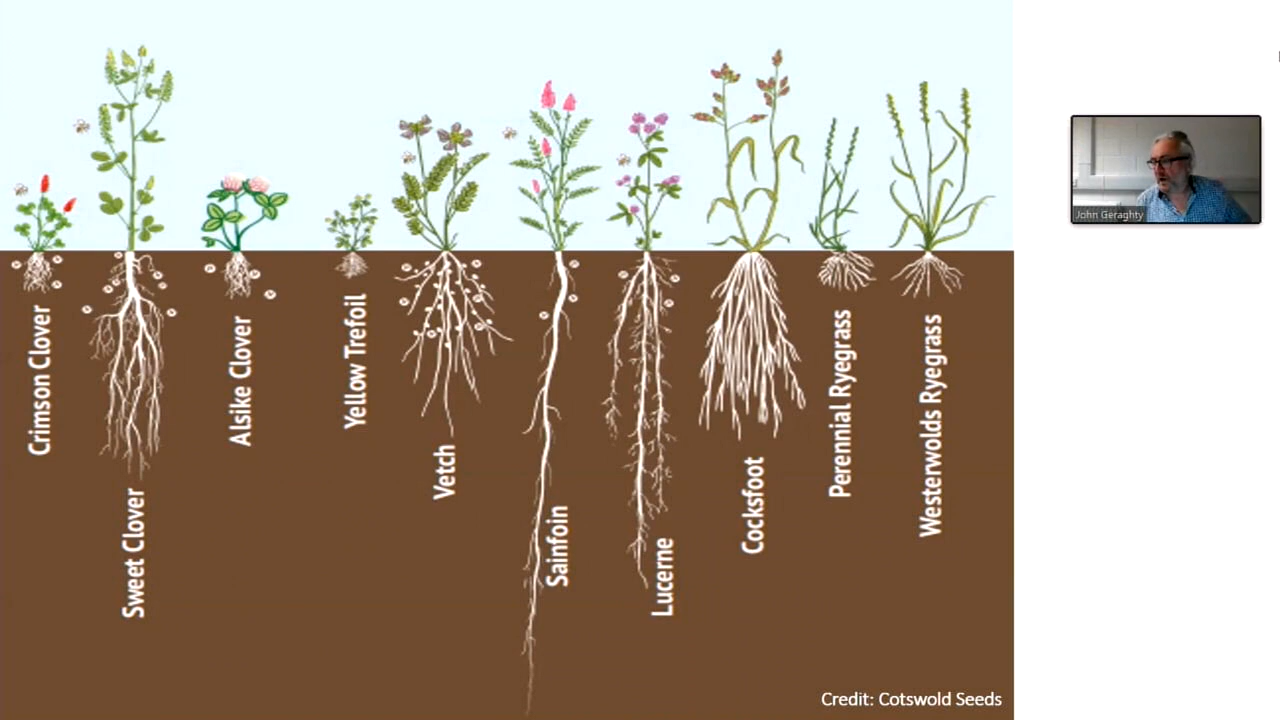 Crimson Clover
Sweet Clover
Alsike Clover
Yellow Trefoil
Vetch
Sainfoin
Lucerne
Cocksfoot
Perennial Ryegrass
Westerwolds Ryegrass
Credit: Cotswold Seeds
John Geraghty